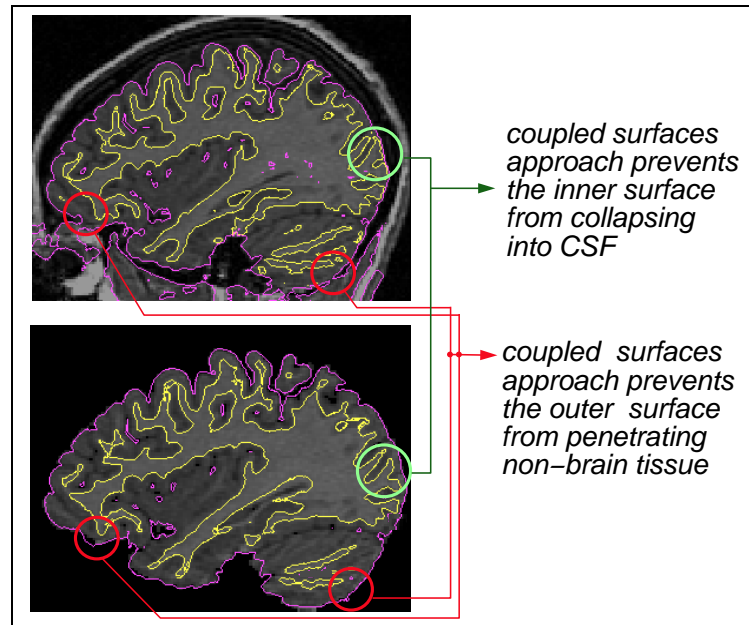 coupled surfaces
approach prevents
the inner surface
from collapsing
into CSF
coupled surfaces
approach prevents
the outer surface
from penetrating
non−brain tissue